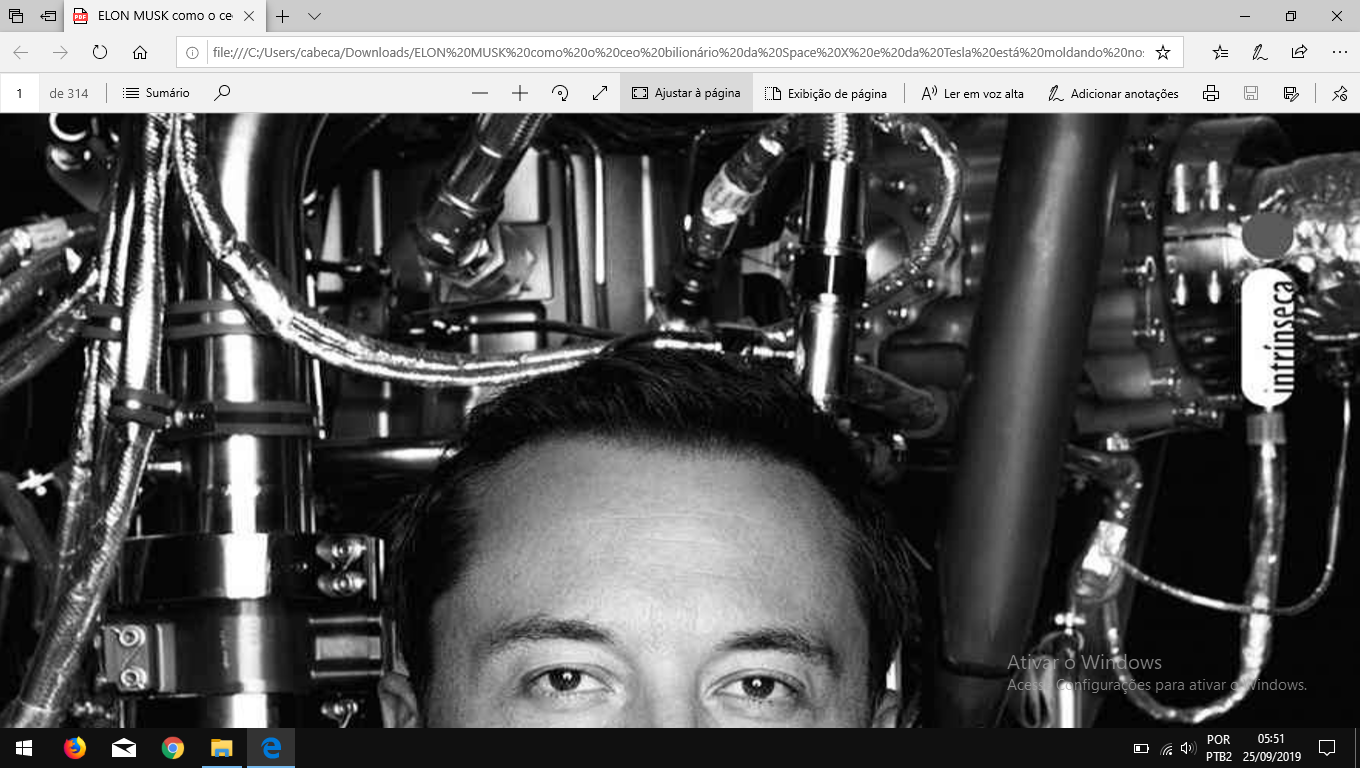 ELON MUSK como o ce
file:///C:/Users/cabeca/Downloads/ELON%20MUSK%20como%20o%20ceo%20bilionário%20da%20Space%20X%20e%20da%20Tesla%20está%20moldando%20no
1 de 314 Sumário Ajustar à página Exibição de página Ler em voz alta Adicionar anotações
intrínseca
Ativar o Windows
Acesse Configurações para ativar o Windows.
POR 05:51
PTB2 25/09/2019